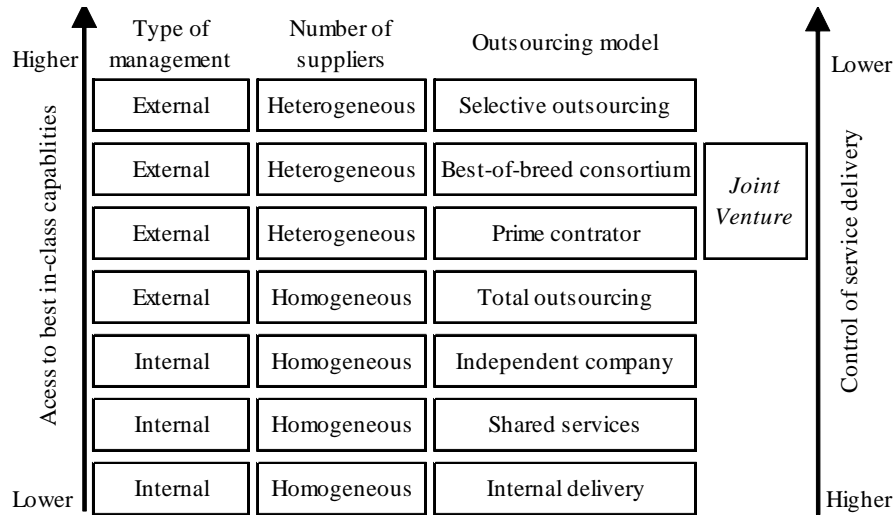 Higher
Type of
management
Number of
suppliers
Outsourcing model
Lower
External
Heterogeneous
Selective outsourcing
External
Heterogeneous
Best-of-breed consortium
Joint
Venture
External
Heterogeneous
Prime contrator
External
Homogeneous
Total outsourcing
Internal
Homogeneous
Independent company
Internal
Homogeneous
Shared services
Internal
Homogeneous
Internal delivery
Lower
Higher
Acess to best in-class capablities
Control of service delivery